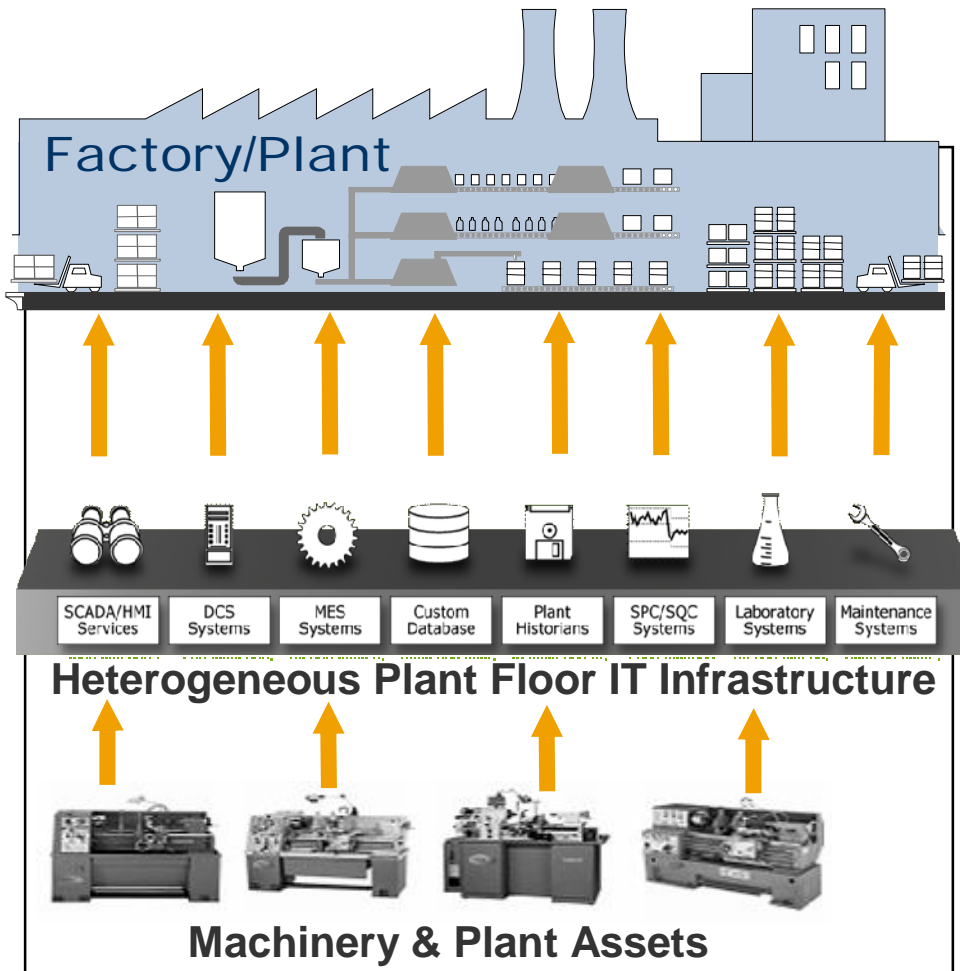 Factory/Plant
SCADA/HMI
Services
DCS
Systems
MES
Systems
Custom
Database
Plant
Historians
SPC/SQC
Systems
Laboratory
Systems
Maintenance
Systems
Heterogeneous Plant Floor IT Infrastructure
Machinery & Plant Assets